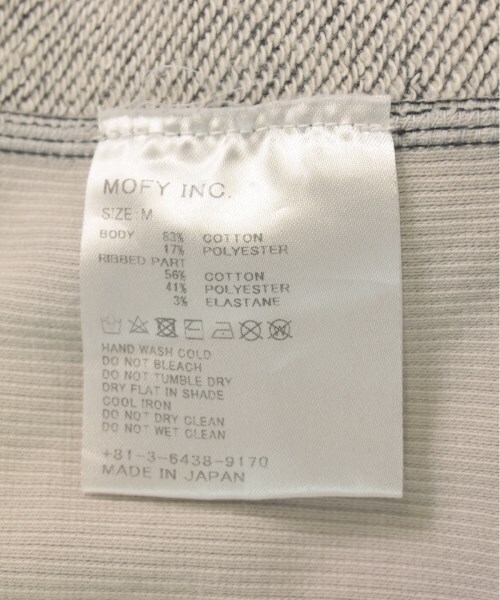 MOFY INC.
SIZE: M
BODY 83% COTTON
17% POLYESTER
RIBBED PART
56% COTTON
41% POLYESTER
3% ELASTANE
HAND WASH COLD
DO NOT BLEACH
DO NOT TUMBLE DRY
DRY FLAT IN SHADE
COOL IRON
DO NOT DRY CLEAN
DO NOT WET CLEAN
+81-3-6438-9170
MADE IN JAPAN